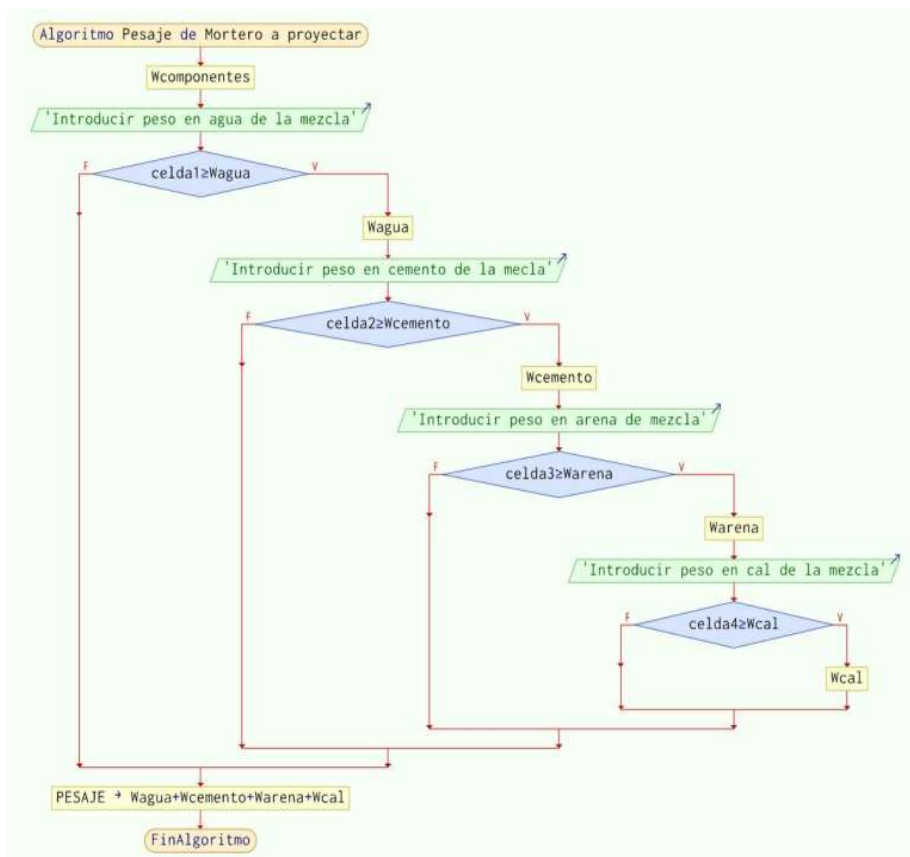 Algoritmo Pesaje de Mortero a proyectar
Wcomponentes
'Introducir peso en agua de la mezcla'
F
celda1≥Wagua
V
Wagua
'Introducir peso en cemento de la mecla'
F
celda2≥Wcemento
V
Wcemento
'Introducir peso en arena de mezcla'
F
celda3≥Warena
V
Warena
'Introducir peso en cal de la mezcla'
F
celda4≥Wcal
V
Wcal
PESAJE ← Wagua+Wcemento+Warena+Wcal
FinAlgoritmo